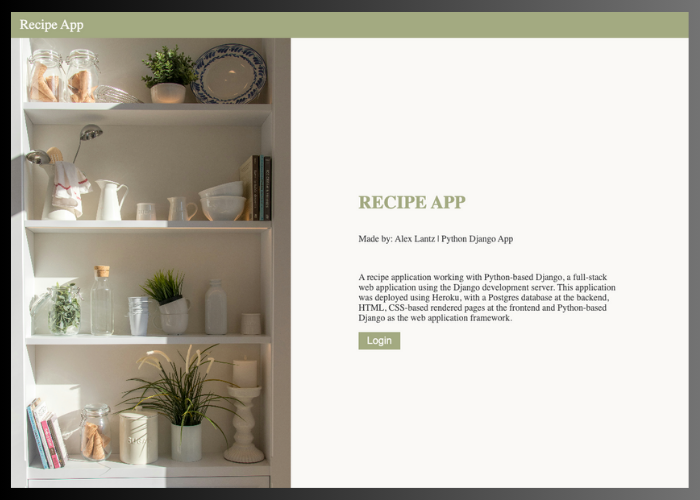 Recipe App
RECIPE APP
Made by: Alex Lantz | Python Django App
A recipe application working with Python-based Django, a full-stack
web application using the Django development server. This application
was deployed using Heroku, with a Postgres database at the backend,
HTML, CSS-based rendered pages at the frontend and Python-based
Django as the web application framework.
Login